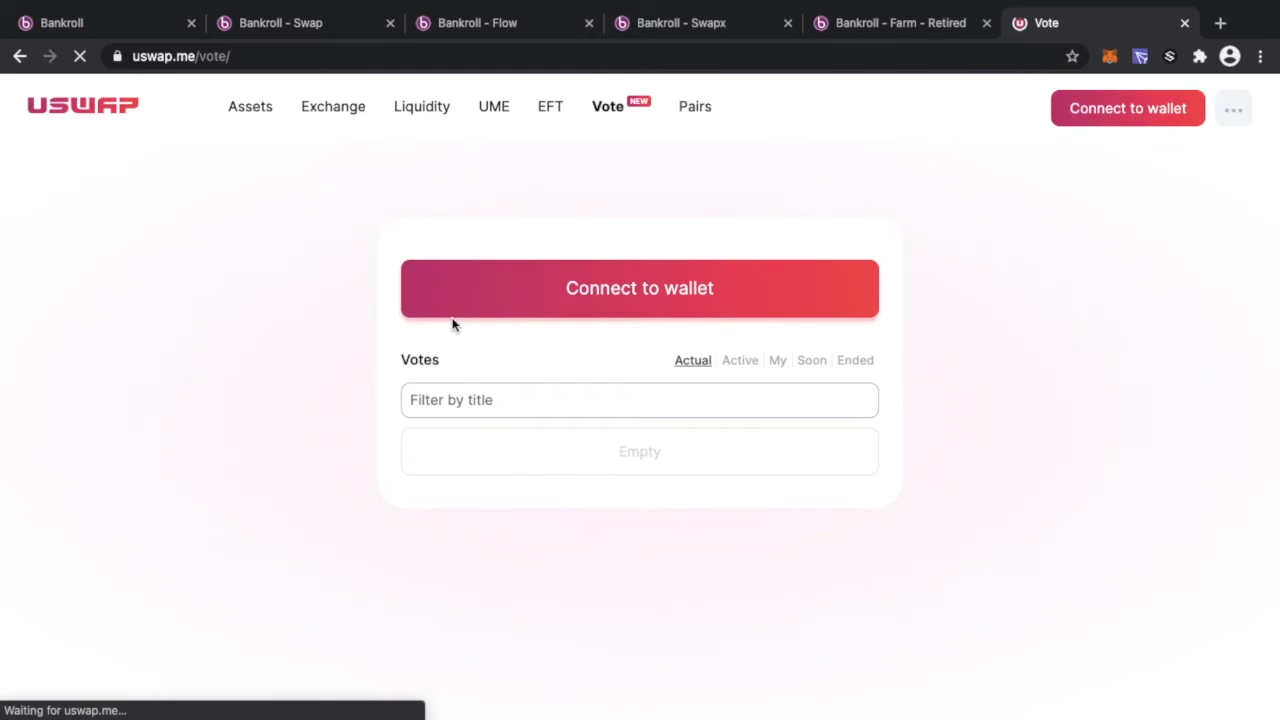 Bankroll
Bankroll - Swap
Bankroll - Flow
Bankroll - Swapx
Bankroll - Farm - Retired
Vote
uswap.me/vote/
USWAP
Assets
Exchange
Liquidity
UME
EFT
Vote NEW
Pairs
Connect to wallet
...
Connect to wallet
Votes
Actual
Active
My
Soon
Ended
Filter by title
Empty
Waiting for uswap.me...